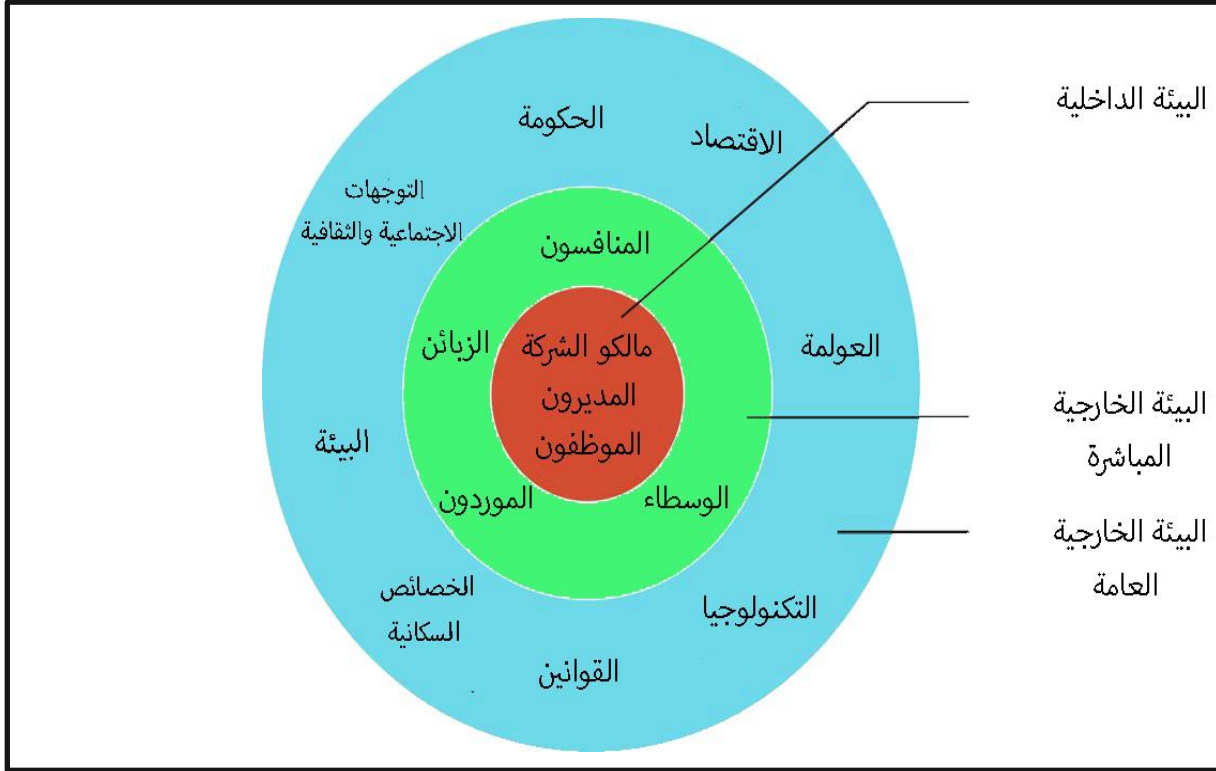 البيئة الداخلية
الحكومة
الاقتصاد
التوجهات
الاجتماعية والثقافية
المنافسون
الزبائن
مالكو الشركة
المديرون
الموظفون
العولمة
البيئة الخارجية
المباشرة
البيئة
الموردون
الوسطاء
البيئة الخارجية
العامة
الخصائص
السكانية
التكنولوجيا
القوانين